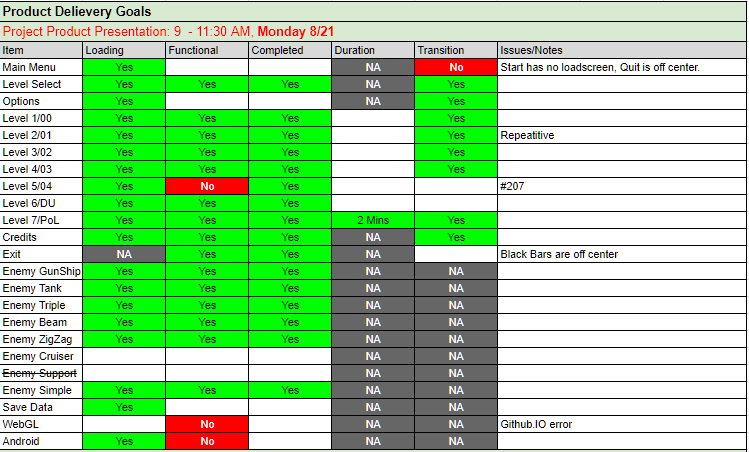 Product Delievery Goals
Project Product Presentation: 9 - 11:30 AM, Monday 8/21
Item Loading Functional Completed Duration Transition Issues/Notes
Main Menu Yes NA No Start has no loadscreen, Quit is off center.
Level Select Yes Yes Yes NA Yes
Options Yes NA Yes
Level 1/00 Yes Yes Yes Yes
Level 2/01 Yes Yes Yes Yes Repeatitive
Level 3/02 Yes Yes Yes Yes
Level 4/03 Yes Yes Yes Yes
Level 5/04 Yes No Yes #207
Level 6/DU Yes Yes Yes
Level 7/PoL Yes Yes Yes 2 Mins Yes
Credits Yes Yes Yes NA Yes
Exit NA Yes Yes NA Black Bars are off center
Enemy GunShip Yes Yes Yes NA NA
Enemy Tank Yes Yes Yes NA NA
Enemy Triple Yes Yes Yes NA NA
Enemy Beam Yes Yes Yes NA NA
Enemy ZigZag Yes Yes Yes NA NA
Enemy Cruiser NA NA
Enemy Support NA NA
Enemy Simple Yes Yes Yes NA NA
Save Data Yes NA NA
WebGL No NA NA Github.IO error
Android Yes No NA NA